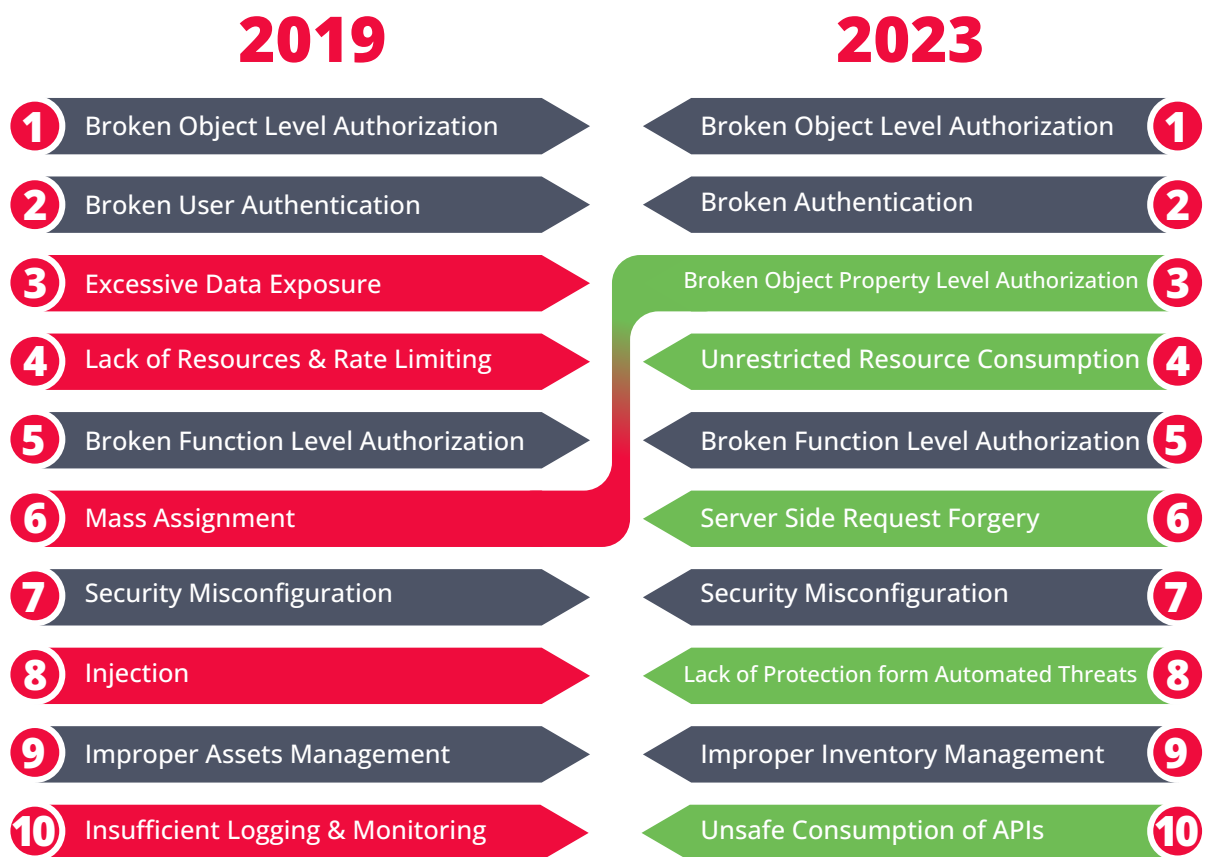 2019
2023
1 Broken Object Level Authorization
Broken Object Level Authorization 1
2 Broken User Authentication
Broken Authentication 2
3 Excessive Data Exposure
Broken Object Property Level Authorization 3
4 Lack of Resources & Rate Limiting
Unrestricted Resource Consumption 4
5 Broken Function Level Authorization
Broken Function Level Authorization 5
6 Mass Assignment
Server Side Request Forgery 6
7 Security Misconfiguration
Security Misconfiguration 7
8 Injection
Lack of Protection form Automated Threats 8
9 Improper Assets Management
Improper Inventory Management 9
10 Insufficient Logging & Monitoring
Unsafe Consumption of APIs 10